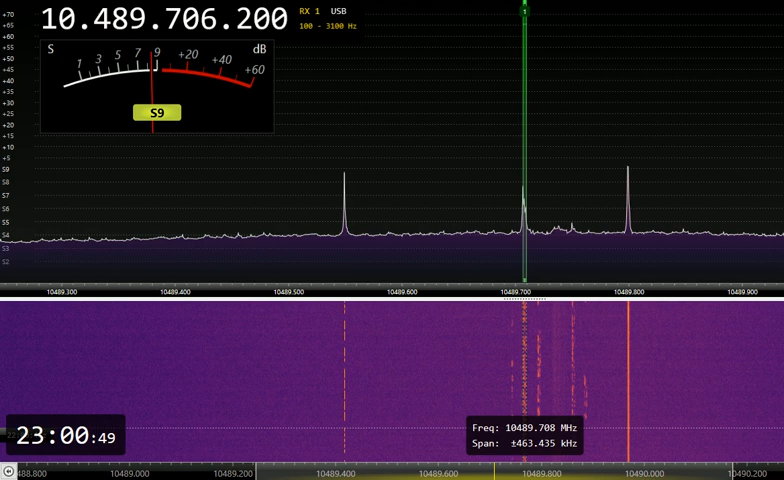 10.489.706.200
RX 1 USB
100 - 3100 Hz
S dB
1 3 5 7 9 +20 +40 +60
S9
1
+70
+65
+60
+55
+50
+45
+40
+35
+30
+25
+20
+15
+10
+5
S9
S8
S7
S6
S5
S4
S3
S2
10489.300 10489.400 10489.500 10489.600 10489.700 10489.800 10489.900
23:00:49
Freq: 10489.708 MHz
Span: ±463.435 kHz
488.800 10489.000 10489.200 10489.400 10489.600 10489.800 10490.000 10490.200